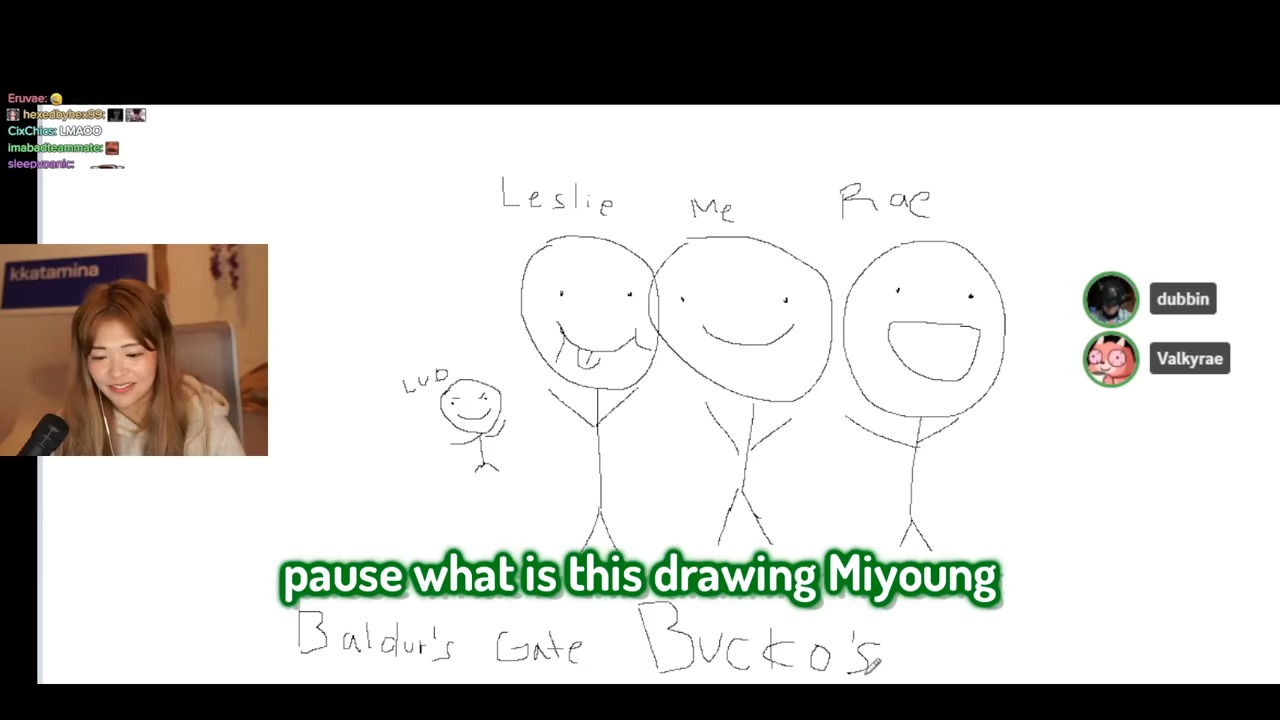 Eruvae:
hexedbyhex99:
CixChics: LMAOO
imabadteammate:
sleepypanic:
kkatamina
Leslie
Me
Rae
LUD
dubbin
Valkyrae
pause what is this drawing Miyoung
Baldur's Gate Bucko's